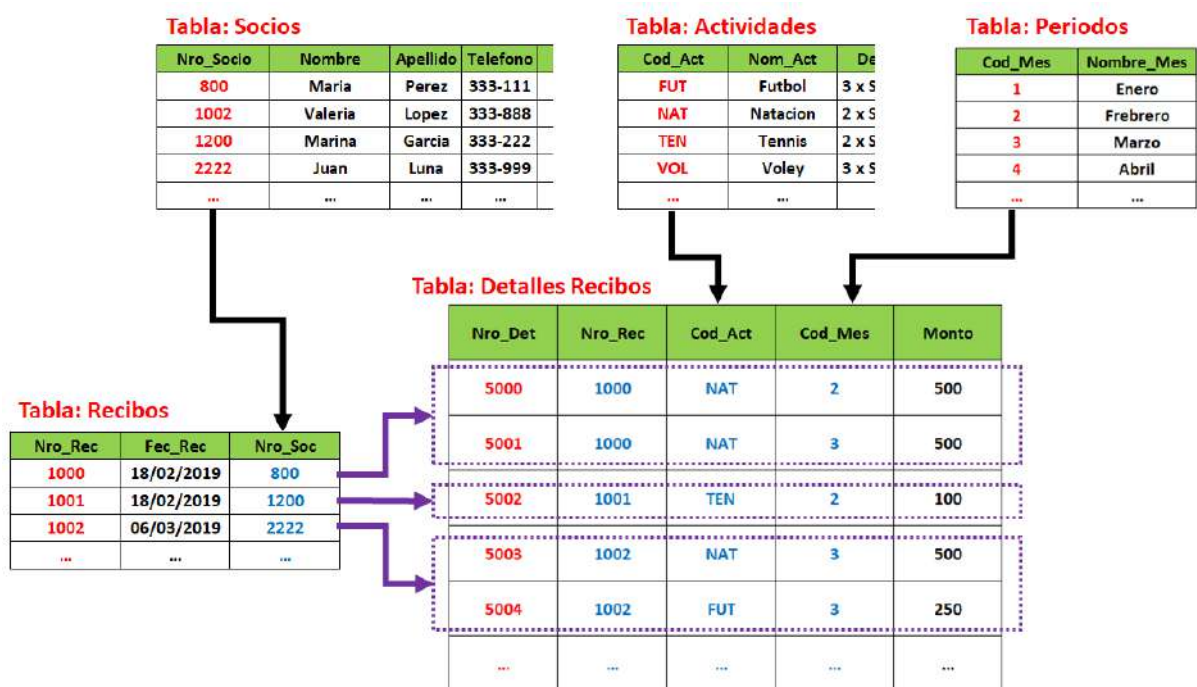 Tabla: Socios
Nro_Socio Nombre Apellido Telefono
800 Maria Perez 333-111
1002 Valeria Lopez 333-888
1200 Marina Garcia 333-222
2222 Juan Luna 333-999
... ... ... ...
Tabla: Actividades
Cod_Act Nom_Act De
FUT Futbol 3 x S
NAT Natacion 2 x S
TEN Tennis 2 x S
VOL Voley 3 x S
... ...
Tabla: Periodos
Cod_Mes Nombre_Mes
1 Enero
2 Frebrero
3 Marzo
4 Abril
... ...
Tabla: Detalles Recibos
Nro_Det Nro_Rec Cod_Act Cod_Mes Monto
5000 1000 NAT 2 500
5001 1000 NAT 3 500
5002 1001 TEN 2 100
5003 1002 NAT 3 500
5004 1002 FUT 3 250
... ... ... ... ...
Tabla: Recibos
Nro_Rec Fec_Rec Nro_Soc
1000 18/02/2019 800
1001 18/02/2019 1200
1002 06/03/2019 2222
... ... ...